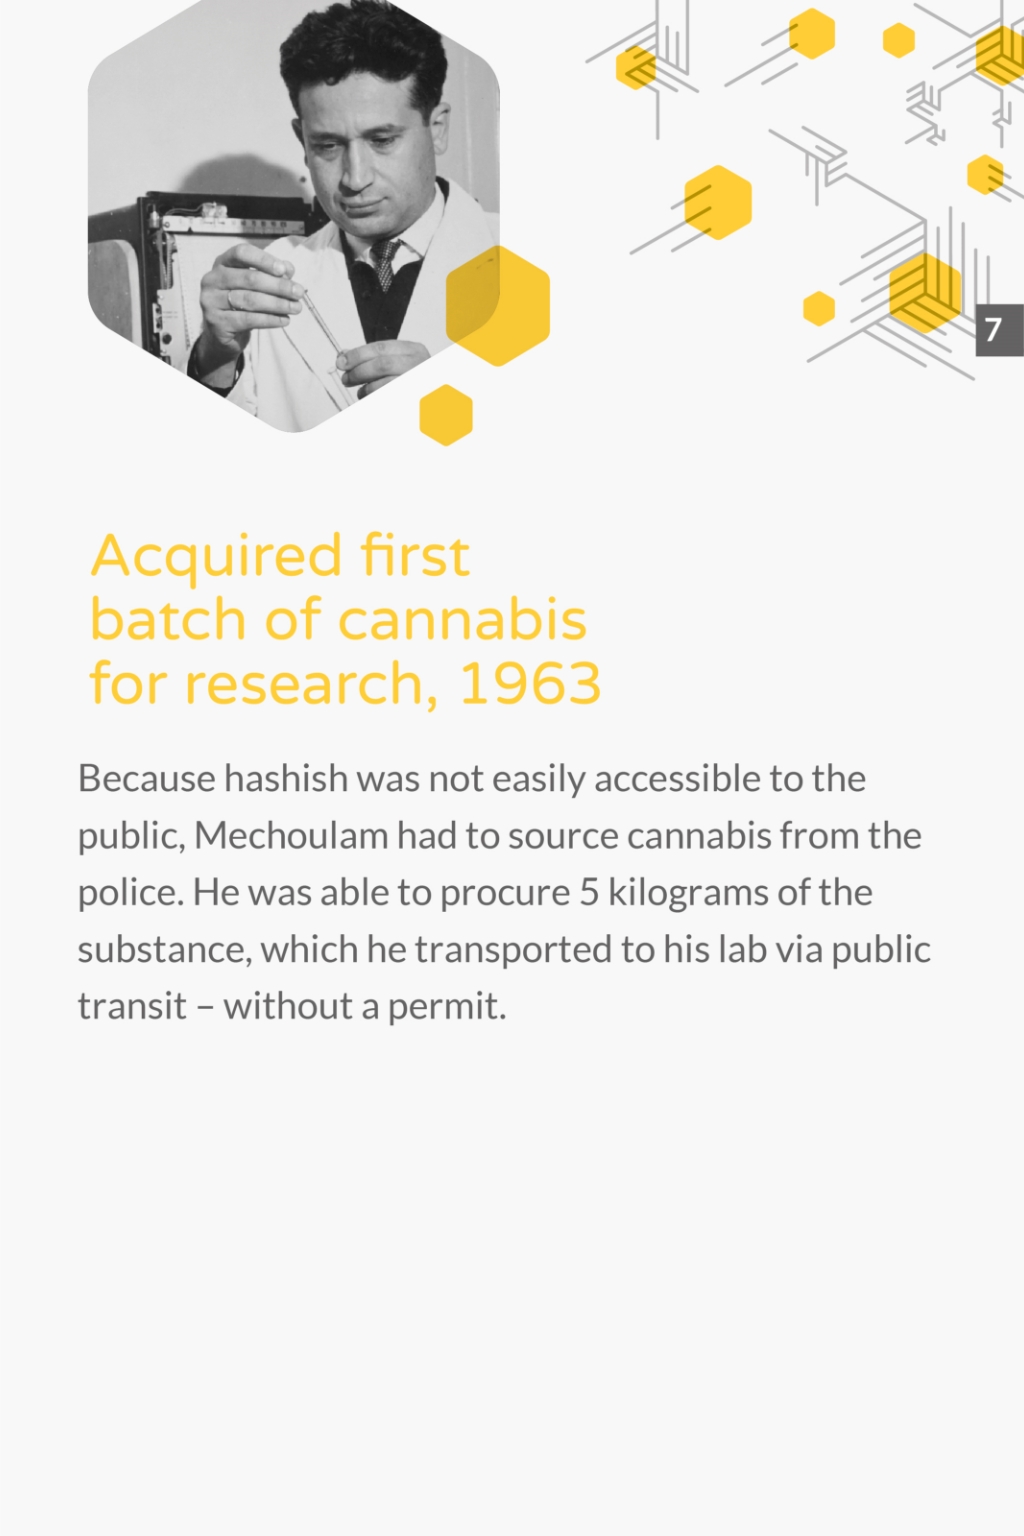 7
Acquired first
batch of cannabis
for research, 1963
Because hashish was not easily accessible to the
public, Mechoulam had to source cannabis from the
police. He was able to procure 5 kilograms of the
substance, which he transported to his lab via public
transit – without a permit.